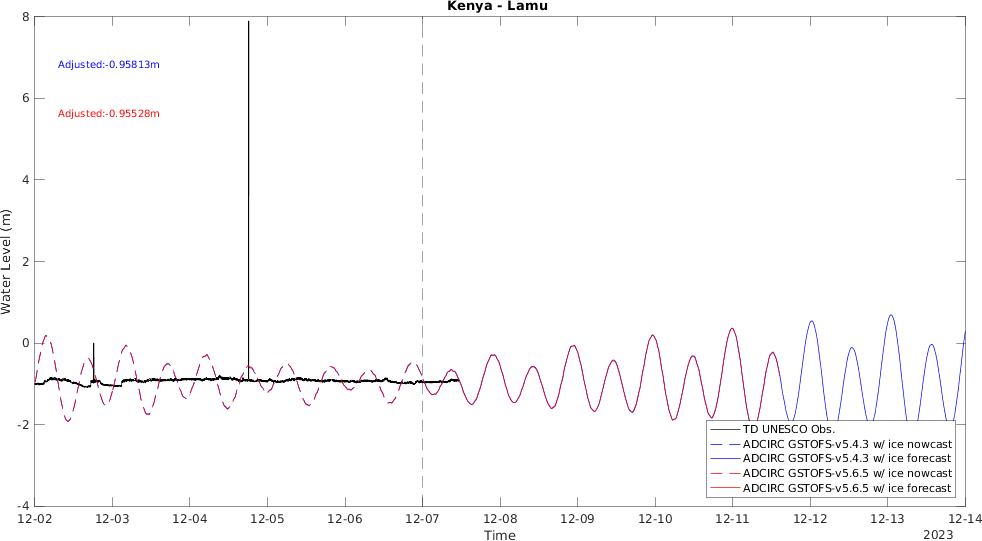 Kenya - Lamu
8
6
4
2
0
-2
-4
Water Level (m)
Adjusted:-0.95813m
Adjusted:-0.95528m
TD UNESCO Obs.
ADCIRC GSTOFS-v5.4.3 w/ ice nowcast
ADCIRC GSTOFS-v5.4.3 w/ ice forecast
ADCIRC GSTOFS-v5.6.5 w/ ice nowcast
ADCIRC GSTOFS-v5.6.5 w/ ice forecast
12-02 12-03 12-04 12-05 12-06 12-07 12-08 12-09 12-10 12-11 12-12 12-13 12-14
Time
2023